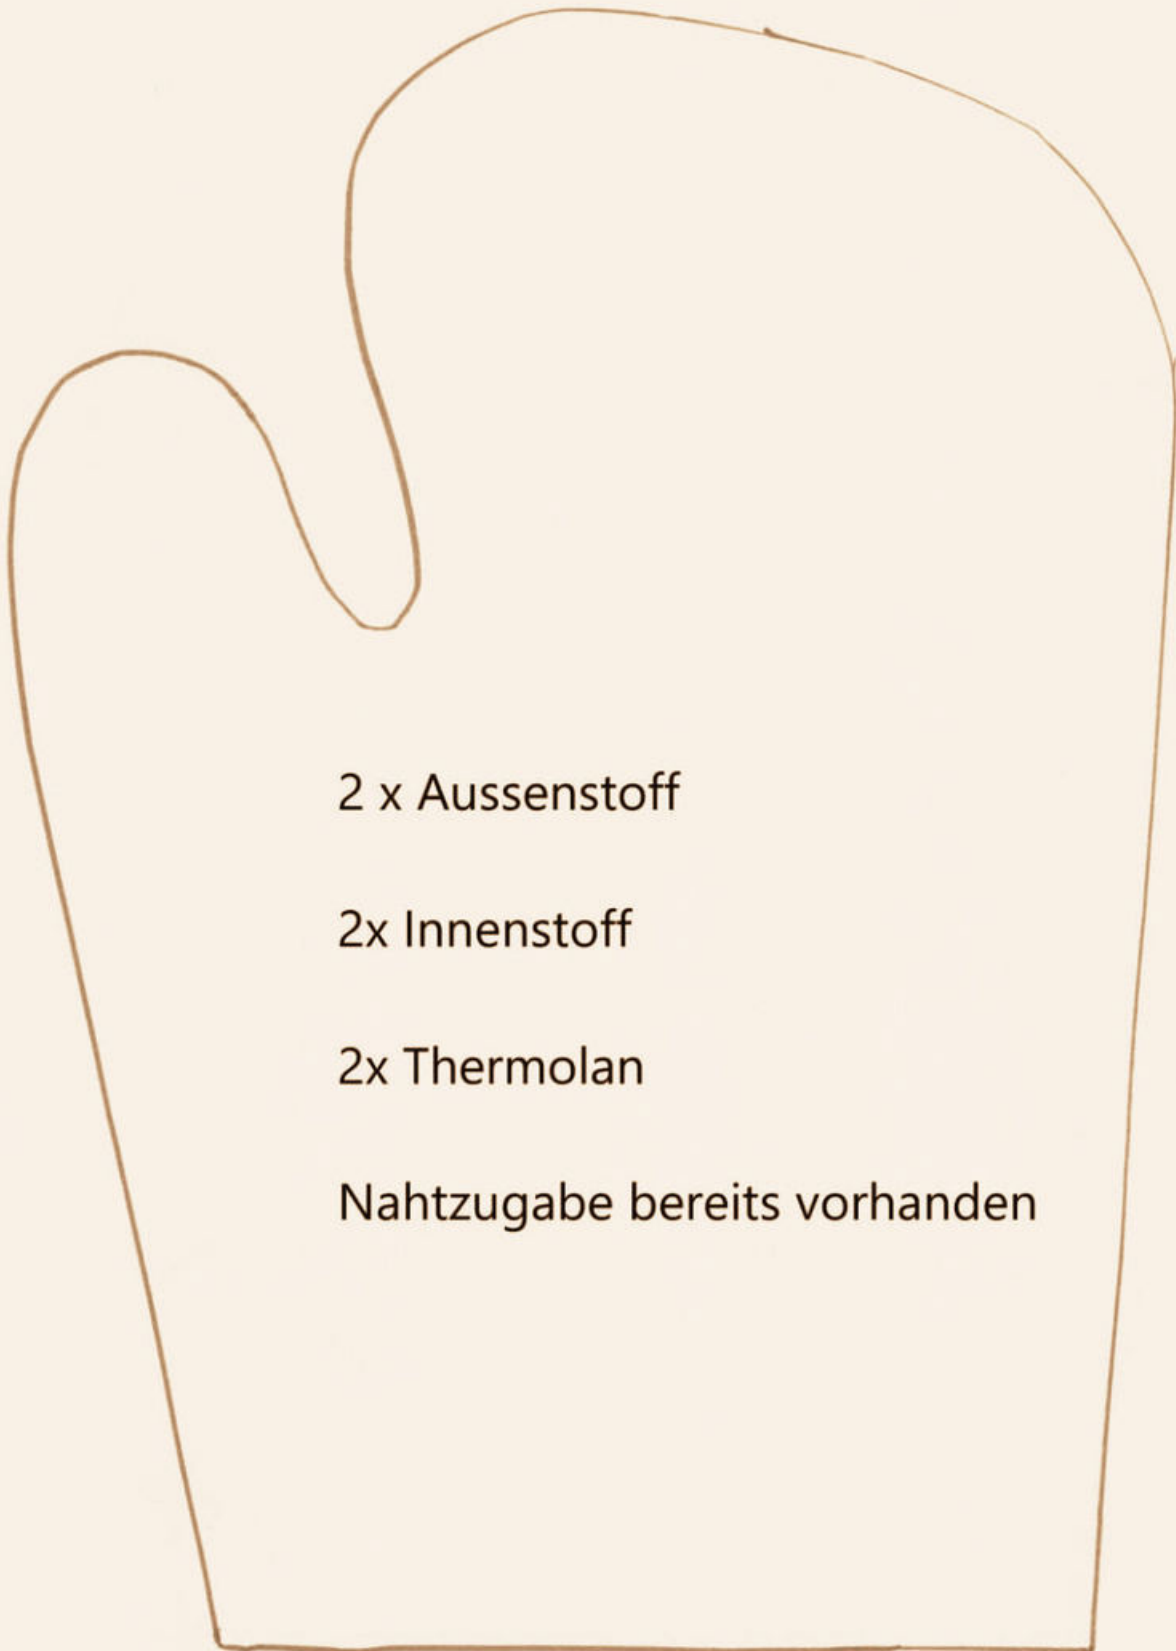 2 x Aussenstoff
2x Innenstoff
2x Thermolan
Nahtzugabe bereits vorhanden